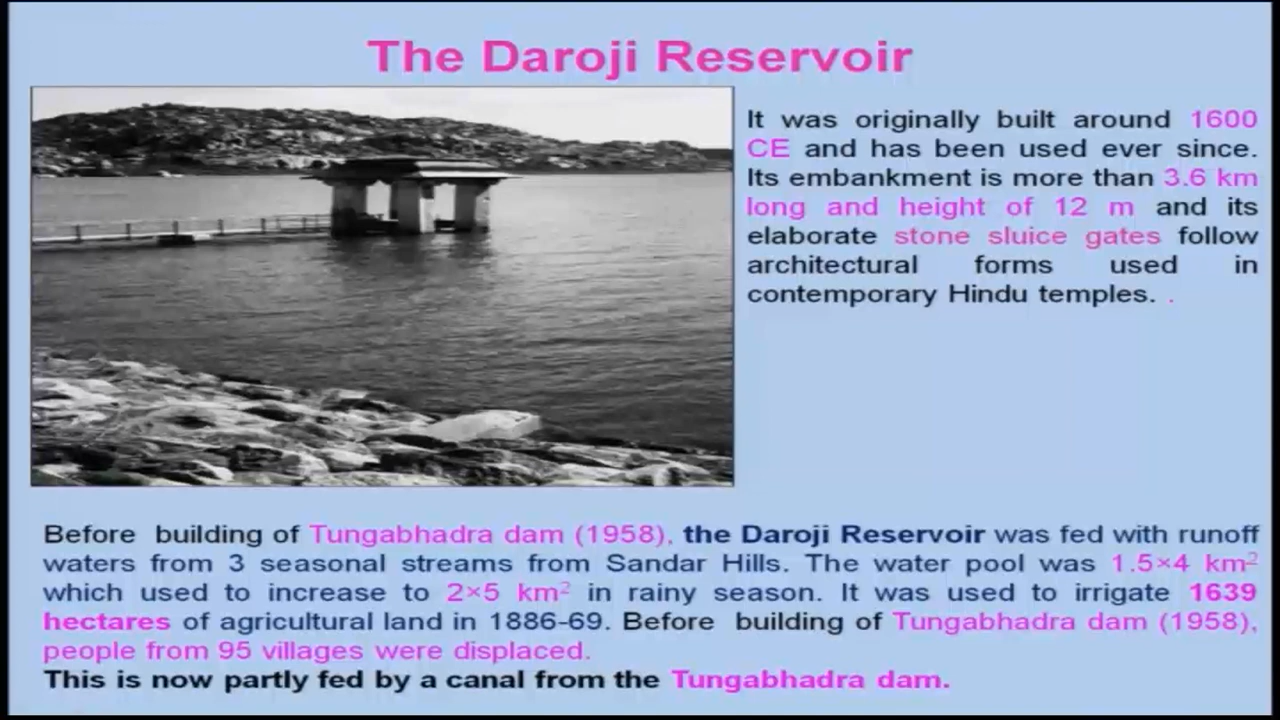 The Daroji Reservoir
It was originally built around 1600
CE and has been used ever since.
Its embankment is more than 3.6 km
long and height of 12 m and its
elaborate stone sluice gates follow
architectural forms used in
contemporary Hindu temples. .
Before building of Tungabhadra dam (1958), the Daroji Reservoir was fed with runoff
waters from 3 seasonal streams from Sandar Hills. The water pool was 1.5×4 km²
which used to increase to 2×5 km² in rainy season. It was used to irrigate 1639
hectares of agricultural land in 1886-69. Before building of Tungabhadra dam (1958),
people from 95 villages were displaced.
This is now partly fed by a canal from the Tungabhadra dam.